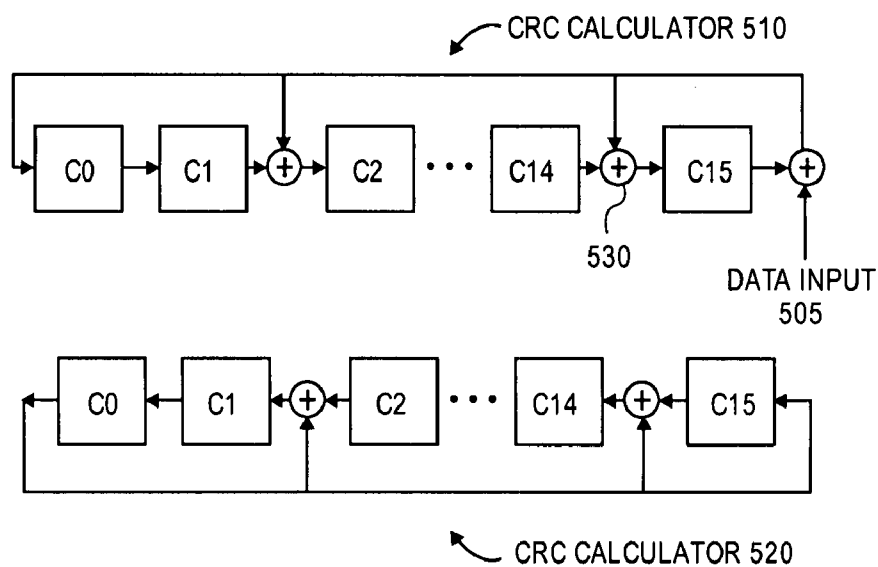 CRC CALCULATOR 510
C0 C1 + C2 ••• C14 + C15 +
530
DATA INPUT
505
C0 C1 + C2 ••• C14 + C15
CRC CALCULATOR 520